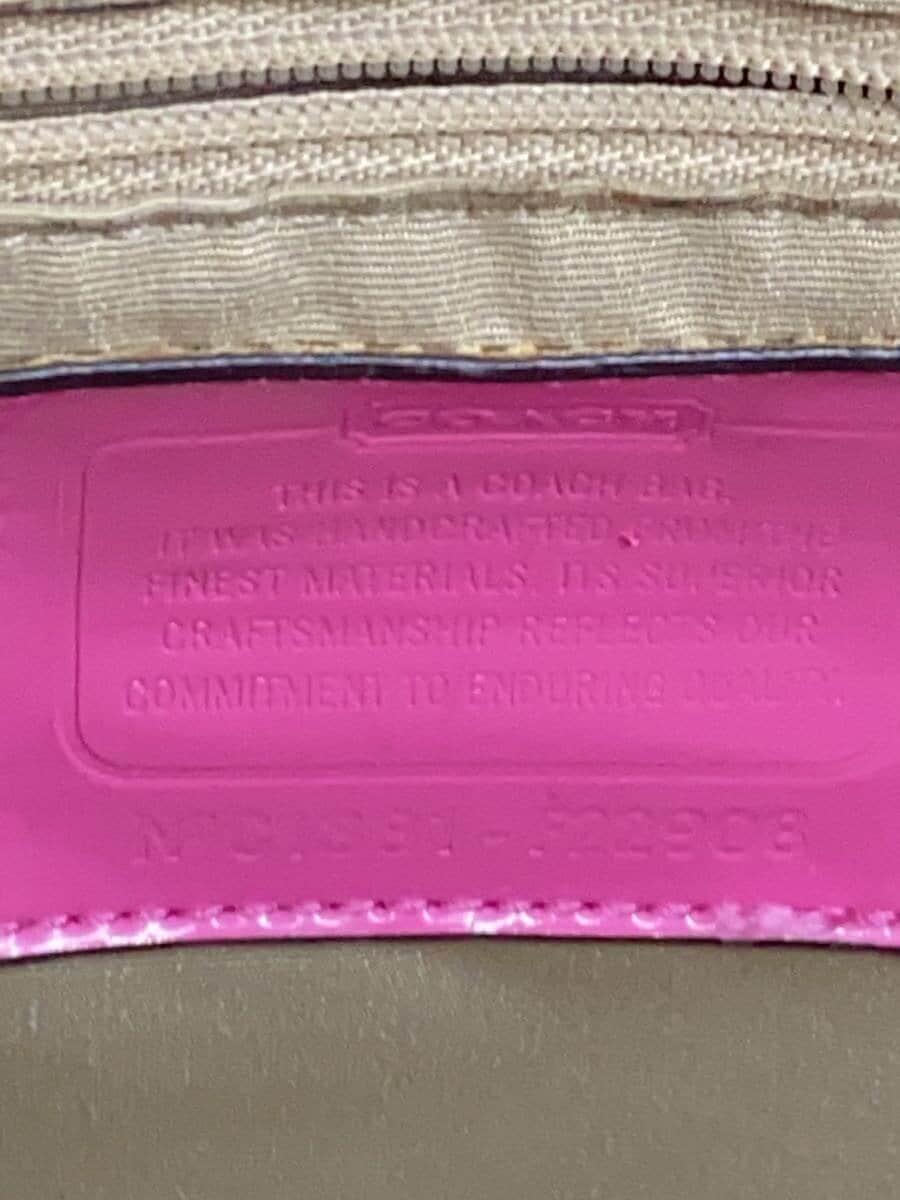 COACH
THIS IS A COACH BAG.
IT WAS HANDCRAFTED FROM THE
FINEST MATERIALS. ITS SUPERIOR
CRAFTSMANSHIP REFLECTS OUR
COMMITMENT TO ENDURING QUALITY.